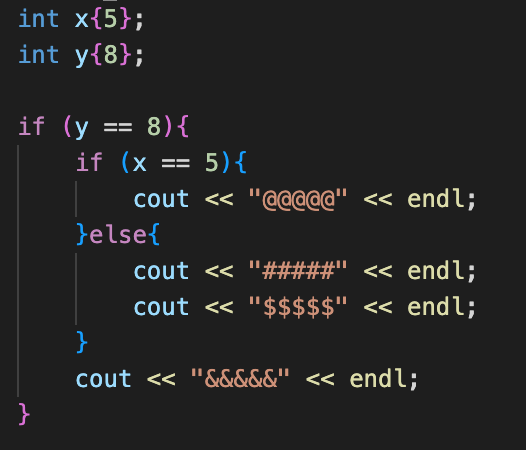 int x{5};
int y{8};
if (y == 8){
if (x == 5){
cout << "@@@@@" << endl;
}else{
cout << "#####" << endl;
cout << "$$$$$" << endl;
}
cout << "&&&&&" << endl;
}